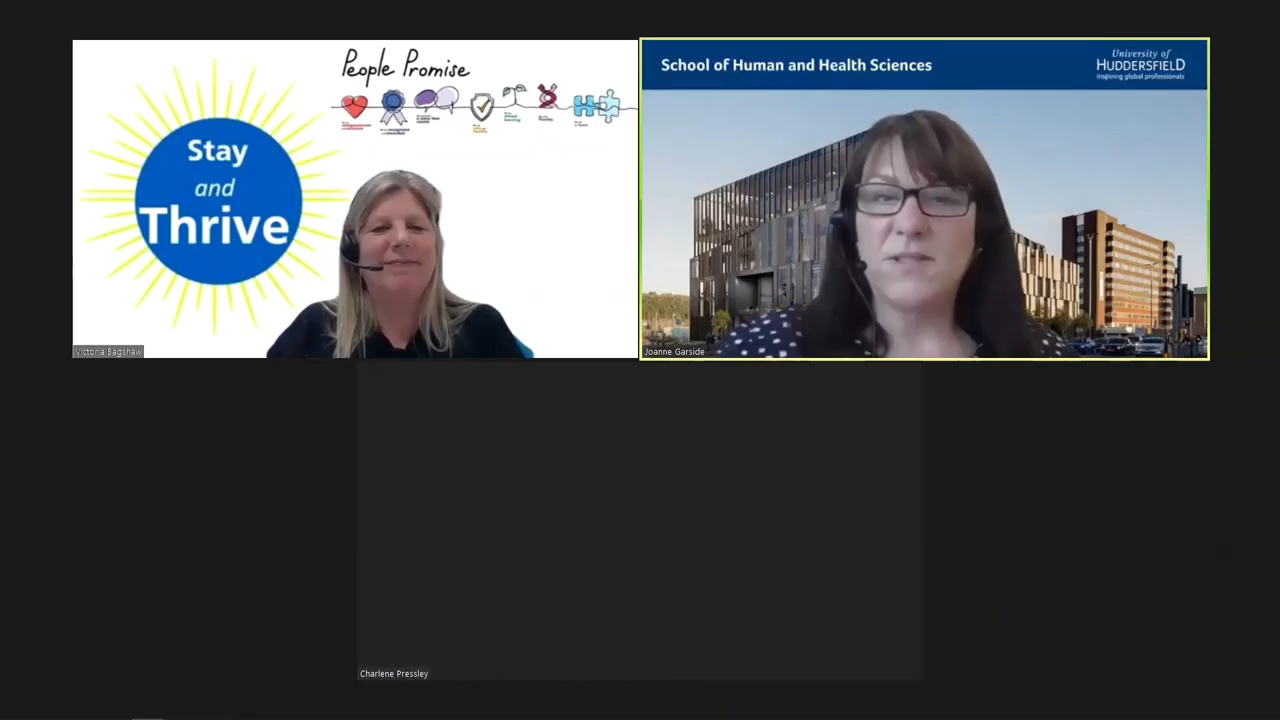 People Promise
Stay
and
Thrive
Victoria Bagshaw
School of Human and Health Sciences
University of
HUDDERSFIELD
Inspiring global professionals
Joanne Garside
Charlene Pressley